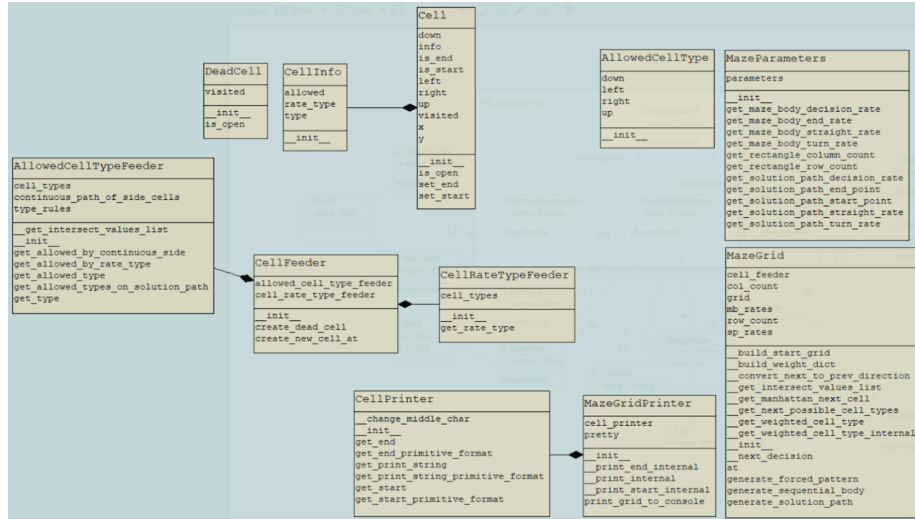 Cell
down
info
is_end
is_start
left
right
up
visited
x
y
__init__
is_open
set_end
set_start
DeadCell
visited
__init__
is_open
CellInfo
allowed
rate_type
type
__init__
AllowedCellType
down
left
right
up
__init__
MazeParameters
parameters
__init__
get_maze_body_decision_rate
get_maze_body_end_rate
get_maze_body_straight_rate
get_maze_body_turn_rate
get_rectangle_column_count
get_rectangle_row_count
get_solution_path_decision_rate
get_solution_path_end_point
get_solution_path_start_point
get_solution_path_straight_rate
get_solution_path_turn_rate
AllowedCellTypeFeeder
cell_types
continuous_path_of_side_cells
type_rules
__get_intersect_values_list
__init__
get_allowed_by_continuous_side
get_allowed_by_rate_type
get_allowed_type
get_allowed_types_on_solution_path
get_type
CellFeeder
allowed_cell_type_feeder
cell_rate_type_feeder
__init__
create_dead_cell
create_new_cell_at
CellRateTypeFeeder
cell_types
__init__
get_rate_type
MazeGrid
cell_feeder
col_count
grid
mb_rates
row_count
sp_rates
__build_start_grid
__build_weight_dict
__convert_next_to_prev_direction
__get_intersect_values_list
__get_manhattan_next_cell
__get_next_possible_cell_types
__get_weighted_cell_type
__get_weighted_cell_type_internal
__init__
__next_decision
at
generate_forced_pattern
generate_sequential_body
generate_solution_path
CellPrinter
__change_middle_char
__init__
get_end
get_end_primitive_format
get_print_string
get_print_string_primitive_format
get_start
get_start_primitive_format
MazeGridPrinter
cell_printer
pretty
__init__
__print_end_internal
__print_internal
__print_start_internal
print_grid_to_console